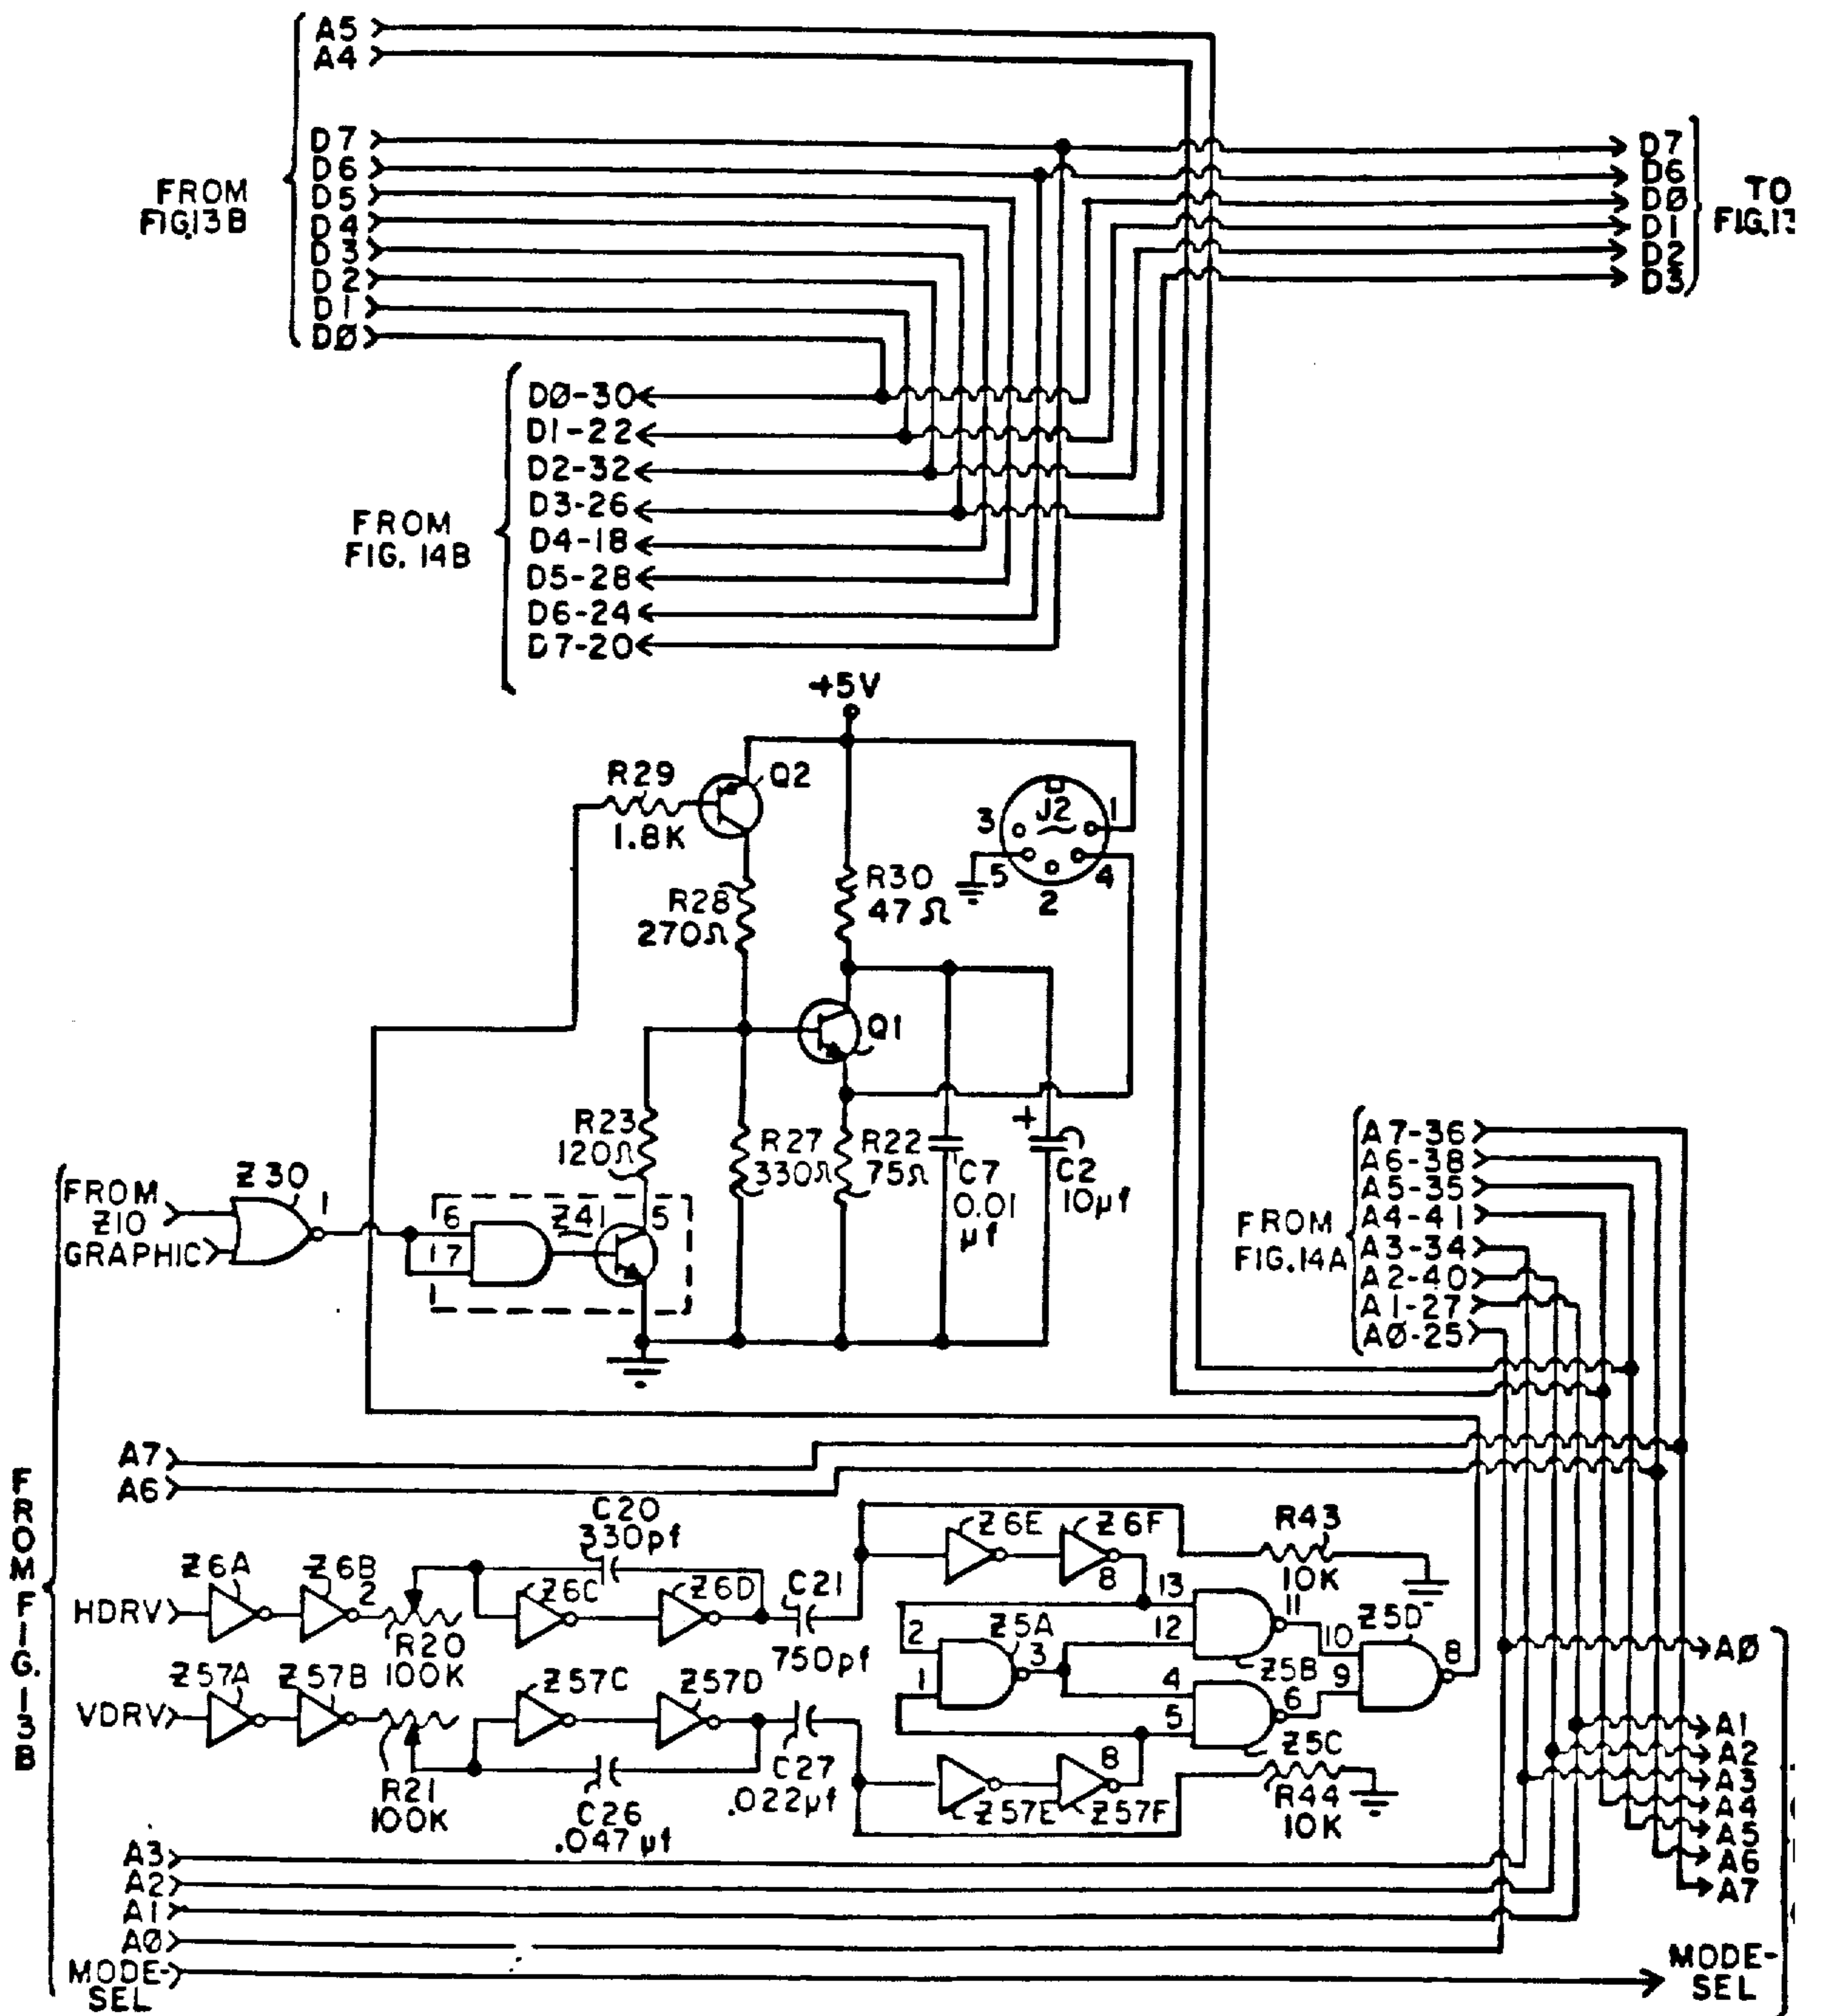 A5
A4
D7
D6
D5
D4
D3
D2
D1
DØ
FROM
FIG.13B
D7
D6
DØ
D1
D2
D3
TO
DØ-30
D1-22
D2-32
D3-26
D4-18
D5-28
D6-24
D7-20
FROM
FIG. 14B
+5V
R29
1.8K
Q2
J2
3
1
5
4
2
R28
270Ω
R30
47Ω
Q1
R23
120Ω
R27
330Ω
R22
75Ω
C7
0.01
µf
+
C2
10µf
Z30
1
FROM
Z10
GRAPHIC
6
17
1
Z41
5
A7-36
A6-38
A5-35
A4-41
A3-34
A2-40
A1-27
AØ-25
FROM
FIG.14A
A7
A6
FROM FIG. 13B
C20
330pf
Z6A
Z6B
2
HDRV
R20
100K
Z6C
Z6D
C21
750pf
Z6E
Z6F
8
R43
10K
13
12
11
Z5B
2
1
Z5A
3
4
5
6
Z5C
10
9
Z5D
8
Z57A
Z57B
VDRV
R21
100K
Z57C
Z57D
C26
.047µf
C27
.022µf
Z57E
Z57F
8
R44
10K
AØ
A1
A2
A3
A4
A5
A6
A7
A3
A2
A1
AØ
MODE-
SEL
MODE-
SEL